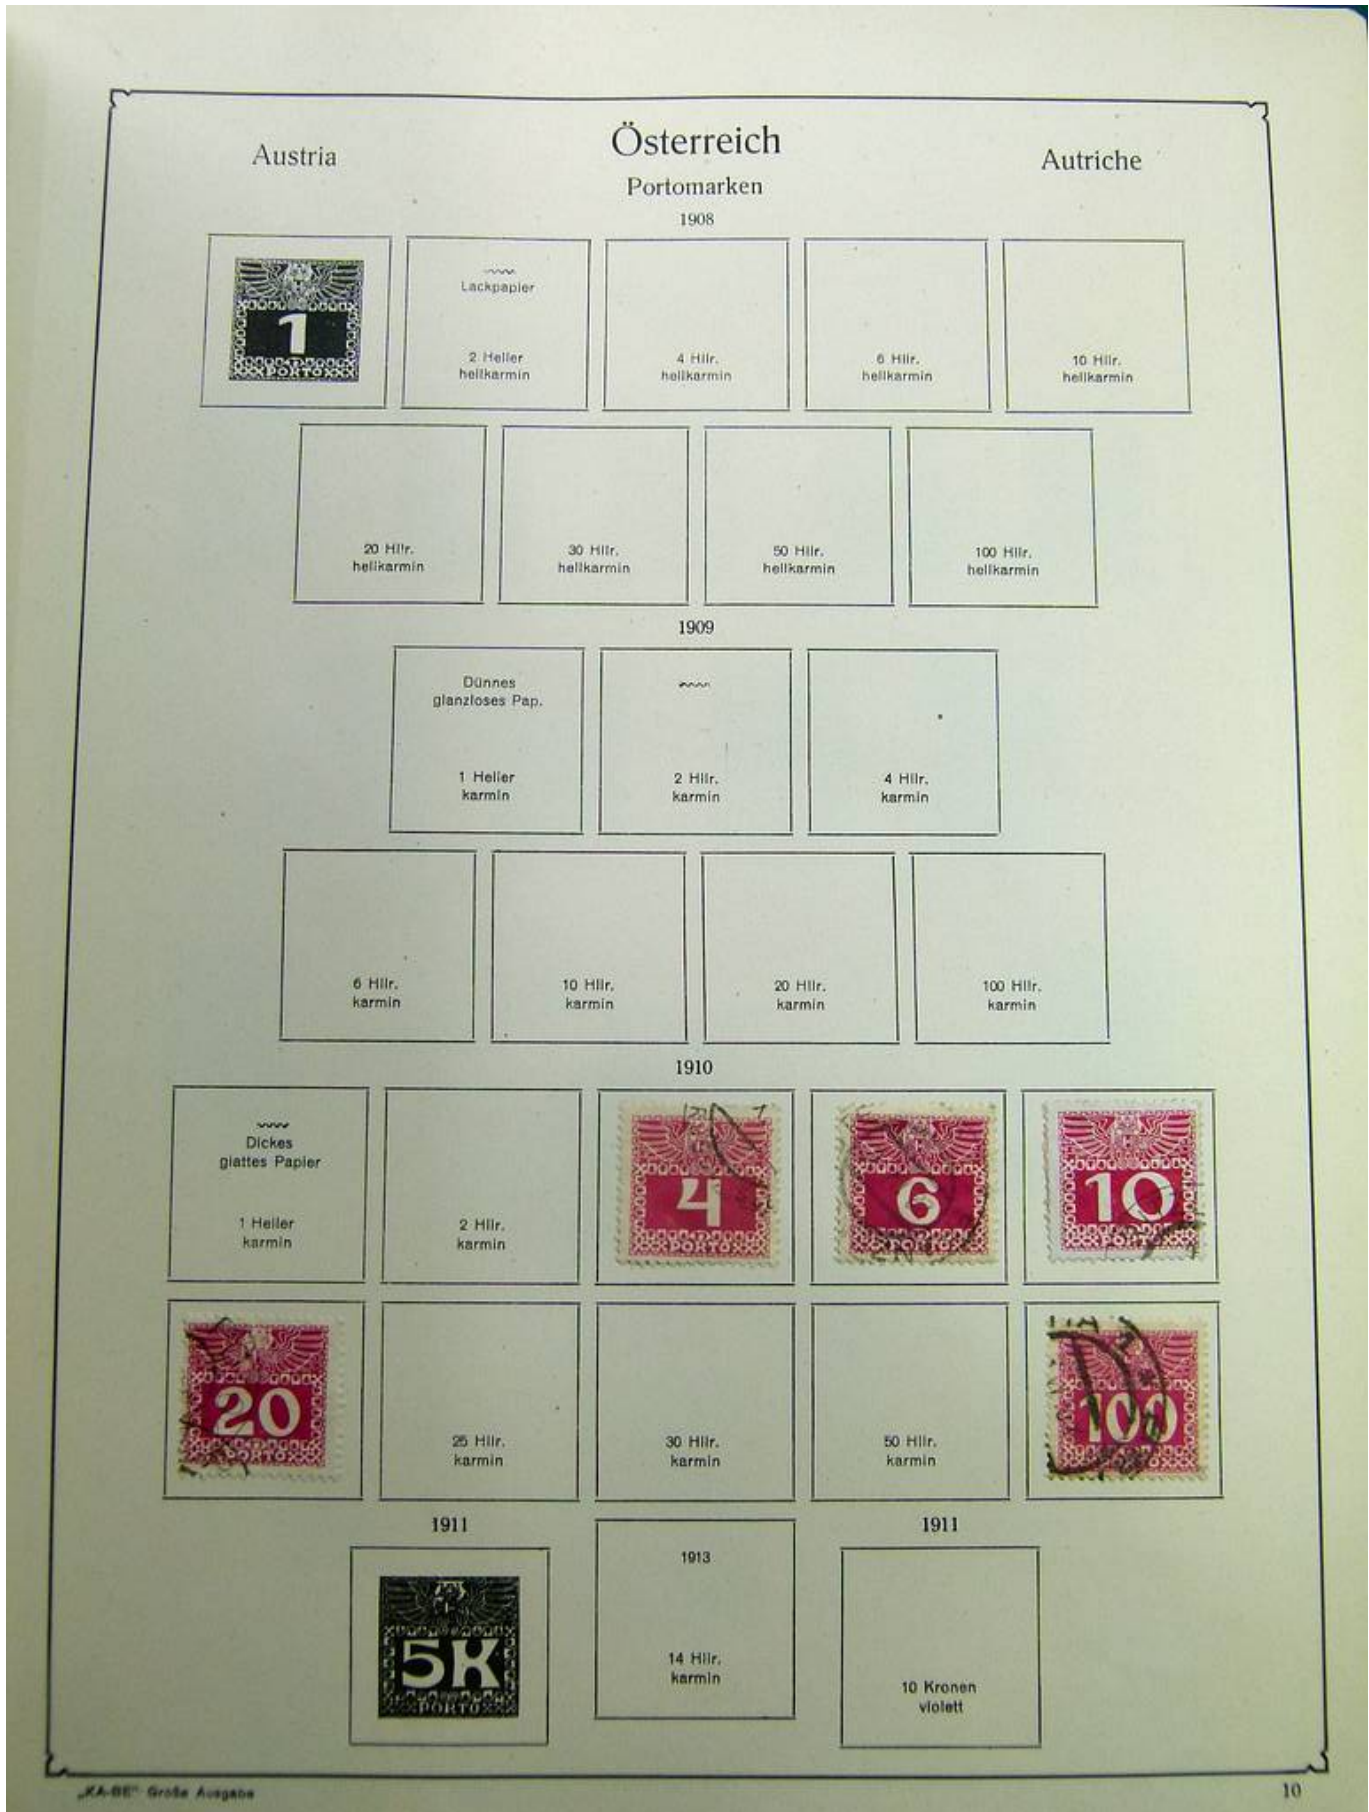 Austria
Österreich
Autriche
Portomarken
1908
1
PORTO
Lackpapier
2 Heller
hellkarmin
4 Hllr.
hellkarmin
6 Hllr.
hellkarmin
10 Hllr.
hellkarmin
20 Hllr.
hellkarmin
30 Hllr.
hellkarmin
50 Hllr.
hellkarmin
100 Hllr.
hellkarmin
1909
Dünnes
glanzloses Pap.
1 Heller
karmin
2 Hllr.
karmin
4 Hllr.
karmin
6 Hllr.
karmin
10 Hllr.
karmin
20 Hllr.
karmin
100 Hllr.
karmin
1910
Dickes
glattes Papier
1 Heller
karmin
2 Hllr.
karmin
4
PORTO
6
PORTO
10
PORTO
20
PORTO
25 Hllr.
karmin
30 Hllr.
karmin
50 Hllr.
karmin
100
1911
5K
PORTO
1913
14 Hllr.
karmin
1911
10 Kronen
violett
„KA-BE" Große Ausgabe
10